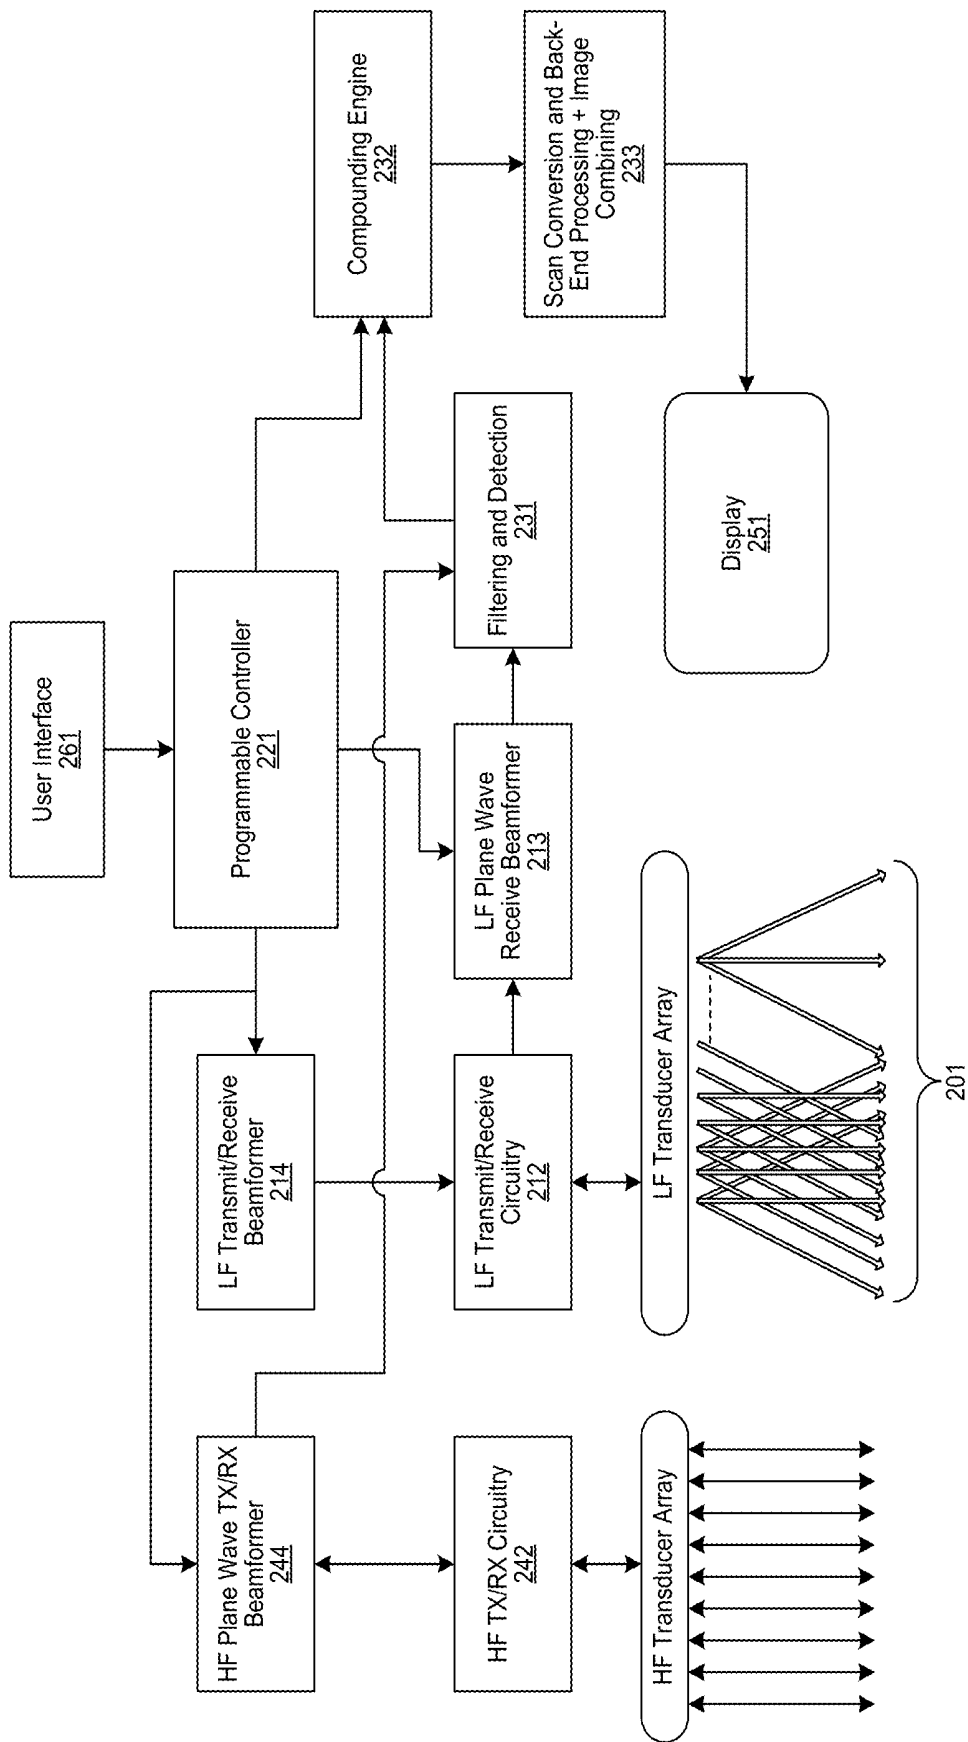 User Interface
261
Programmable Controller
221
Compounding Engine
232
Scan Conversion and Back-
End Processing + Image
Combining
233
HF Plane Wave TX/RX
Beamformer
244
LF Transmit/Receive
Beamformer
214
HF TX/RX Circuitry
242
LF Transmit/Receive
Circuitry
212
LF Plane Wave
Receive Beamformer
213
Filtering and Detection
231
HF Transducer Array
LF Transducer Array
Display
251
201